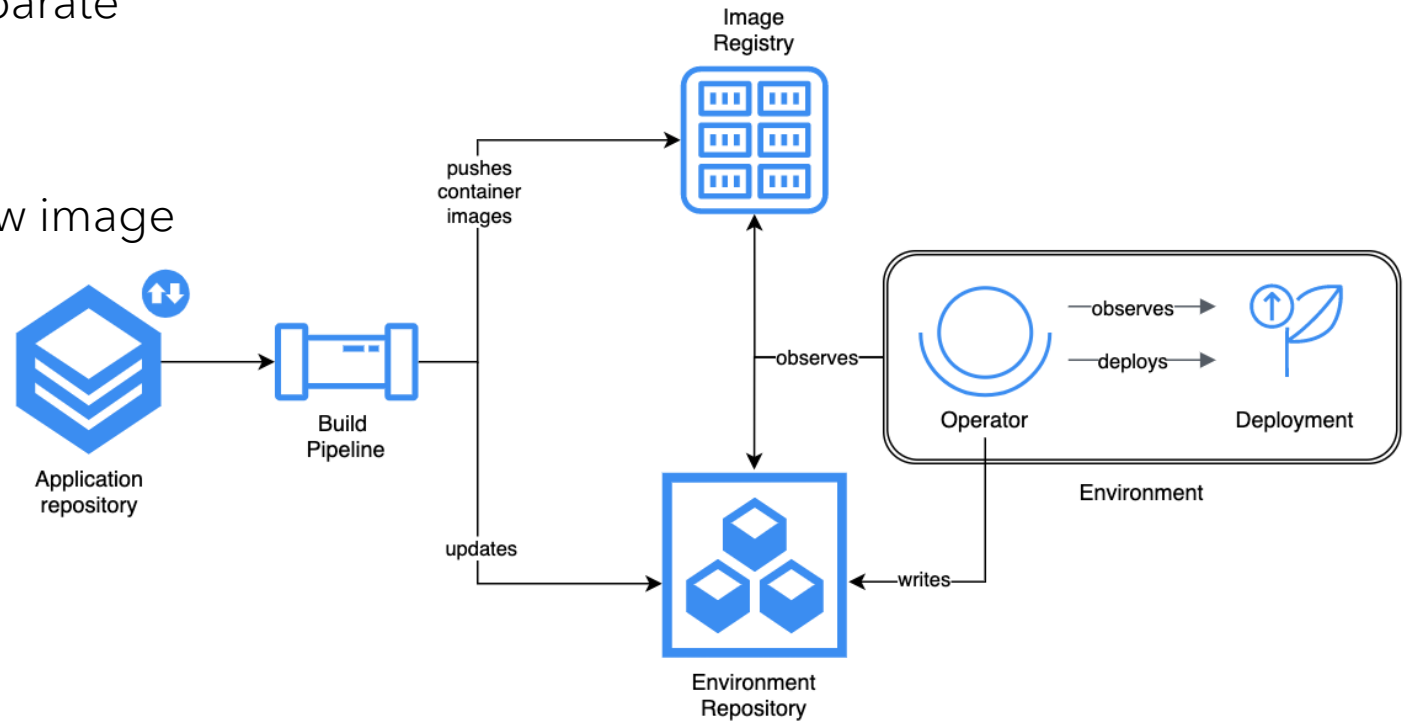 Image
Registry
w image
pushes
container
images
observes
deploys
observes
Operator
Deployment
Build
Pipeline
Application
repository
Environment
updates
writes
Environment
Repository